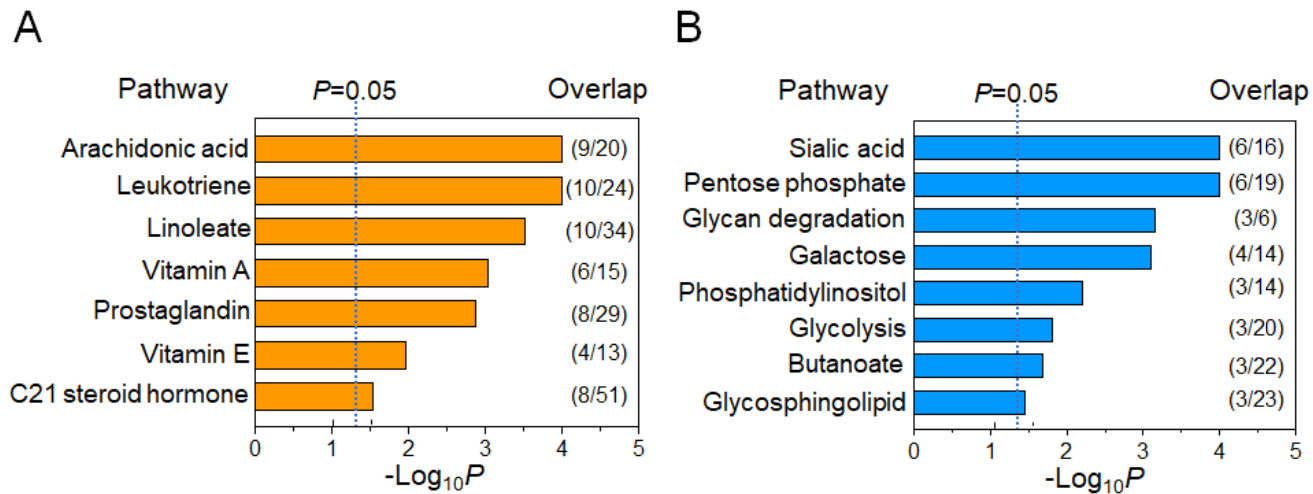 A
Pathway P=0.05 Overlap
Arachidonic acid (9/20)
Leukotriene (10/24)
Linoleate (10/34)
Vitamin A (6/15)
Prostaglandin (8/29)
Vitamin E (4/13)
C21 steroid hormone (8/51)
0 1 2 3 4 5
-Log10P
B
Pathway P=0.05 Overlap
Sialic acid (6/16)
Pentose phosphate (6/19)
Glycan degradation (3/6)
Galactose (4/14)
Phosphatidylinositol (3/14)
Glycolysis (3/20)
Butanoate (3/22)
Glycosphingolipid (3/23)
0 1 2 3 4 5
-Log10P